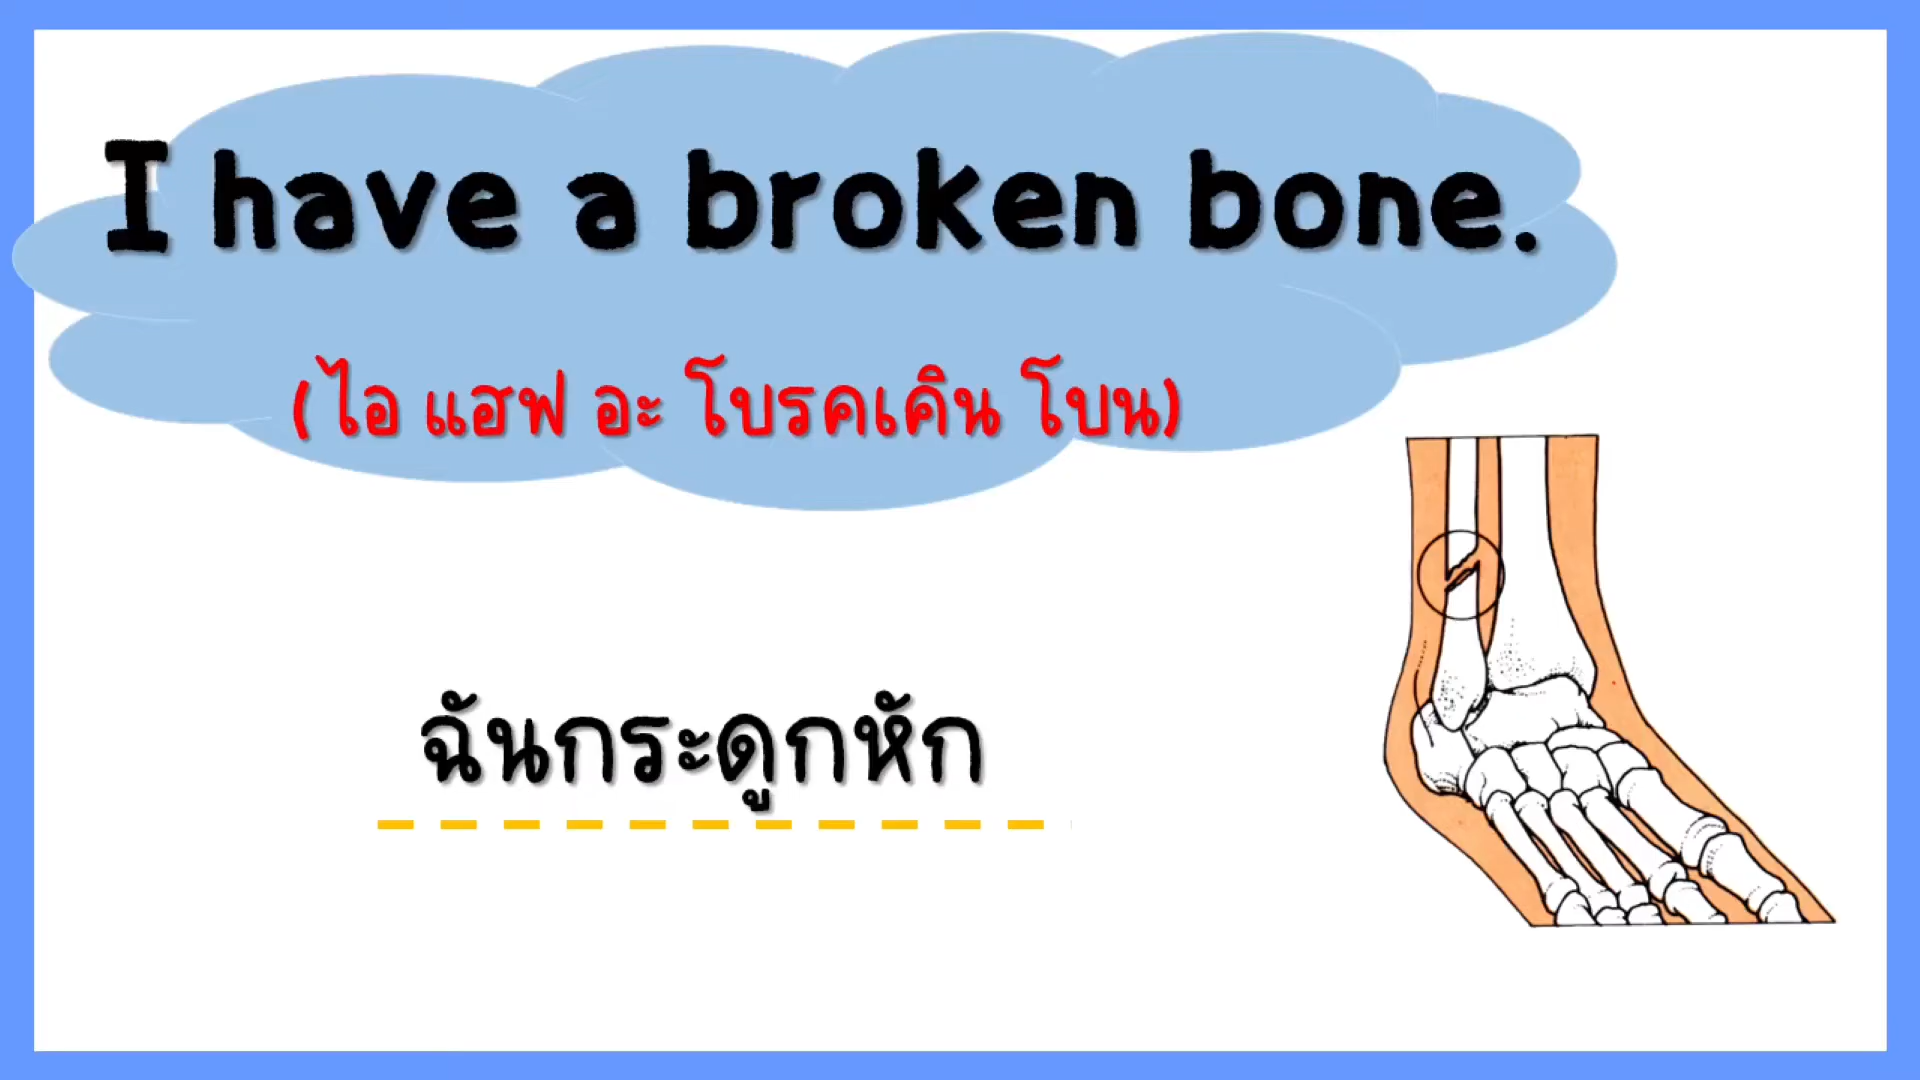 I have a broken bone.
(ไอ แฮฟ อะ โบรคเคิน โบน)
ฉันกระดูกหัก